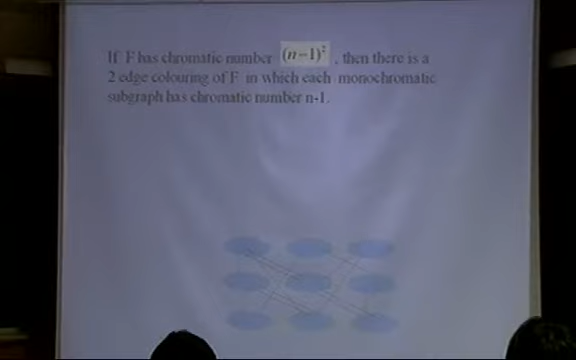 If F has chromatic number (n-1)², then there is a
2 edge colouring of F in which each monochromatic
subgraph has chromatic number n-1.